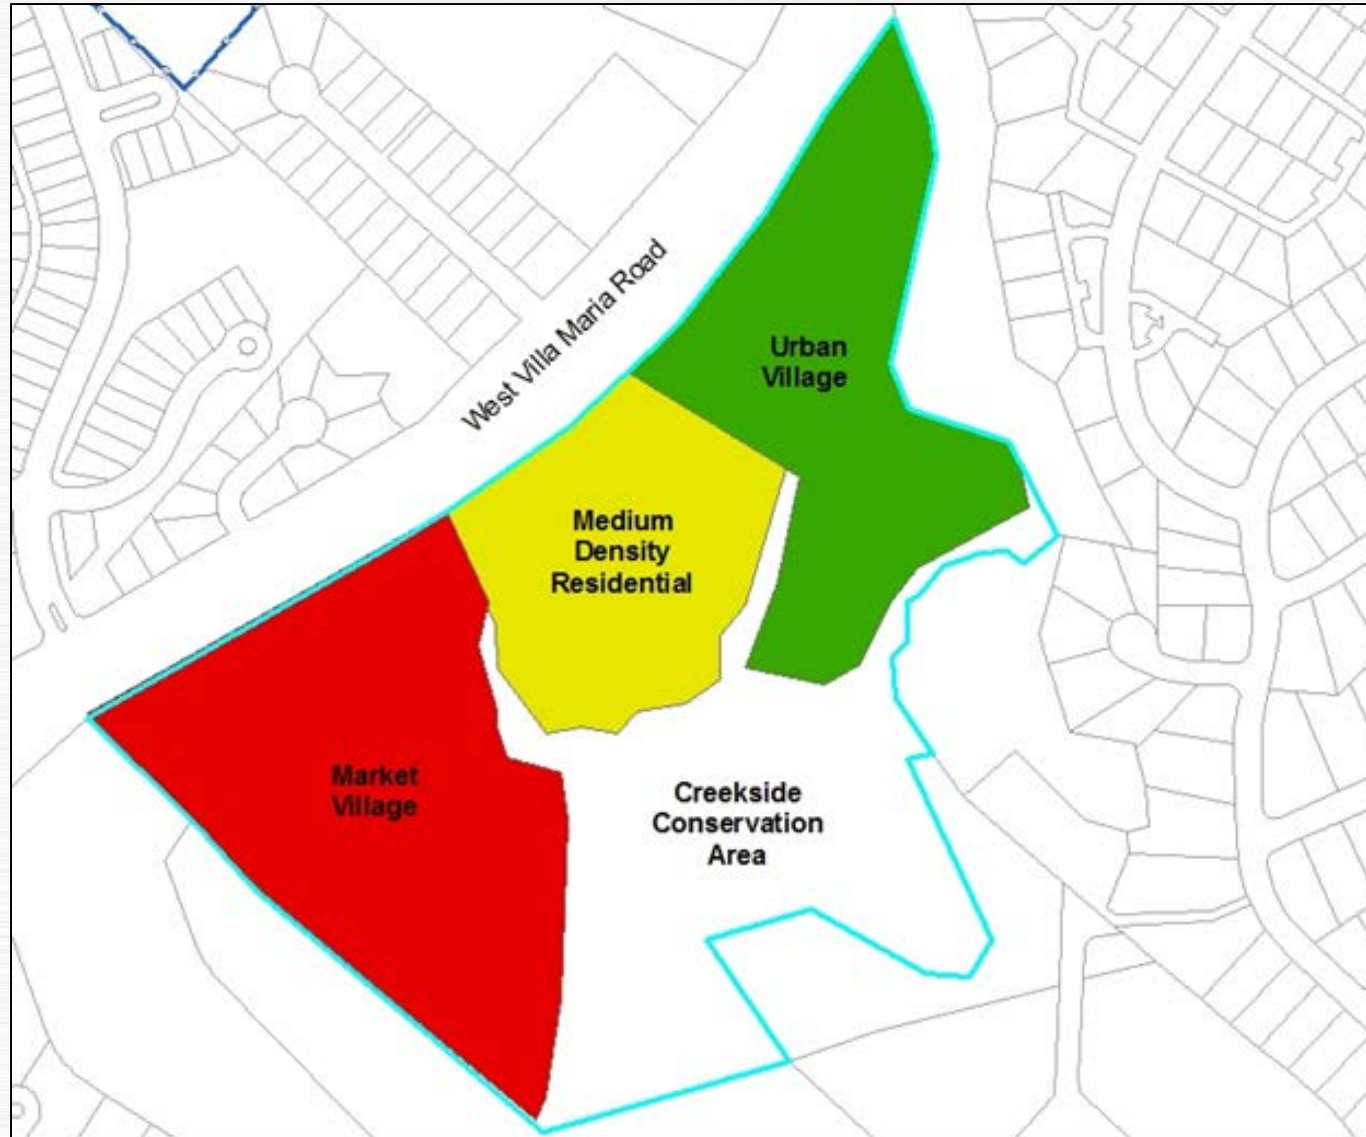 West Villa Maria Road
Urban
Village
Medium
Density
Residential
Market
Village
Creekside
Conservation
Area